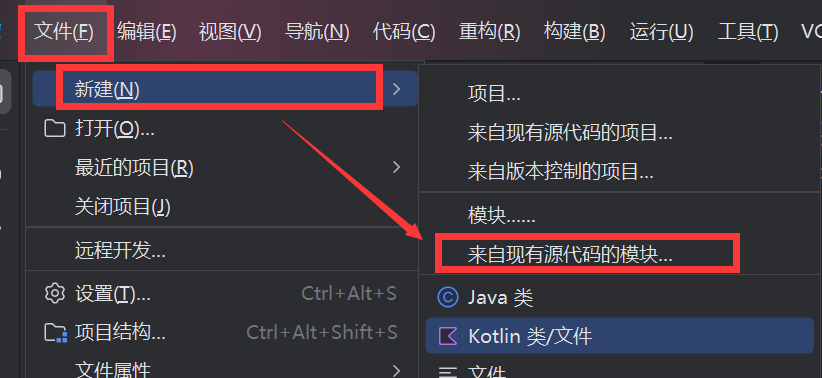 文件(F) 编辑(E) 视图(V) 导航(N) 代码(C) 重构(R) 构建(B) 运行(U) 工具(T)
新建(N)
打开(O)...
最近的项目(R)
关闭项目(J)
远程开发...
设置(T)... Ctrl+Alt+S
项目结构... Ctrl+Alt+Shift+S
文件属性
项目...
来自现有源代码的项目...
来自版本控制的项目...
模块......
来自现有源代码的模块...
Java 类
Kotlin 类/文件
文件